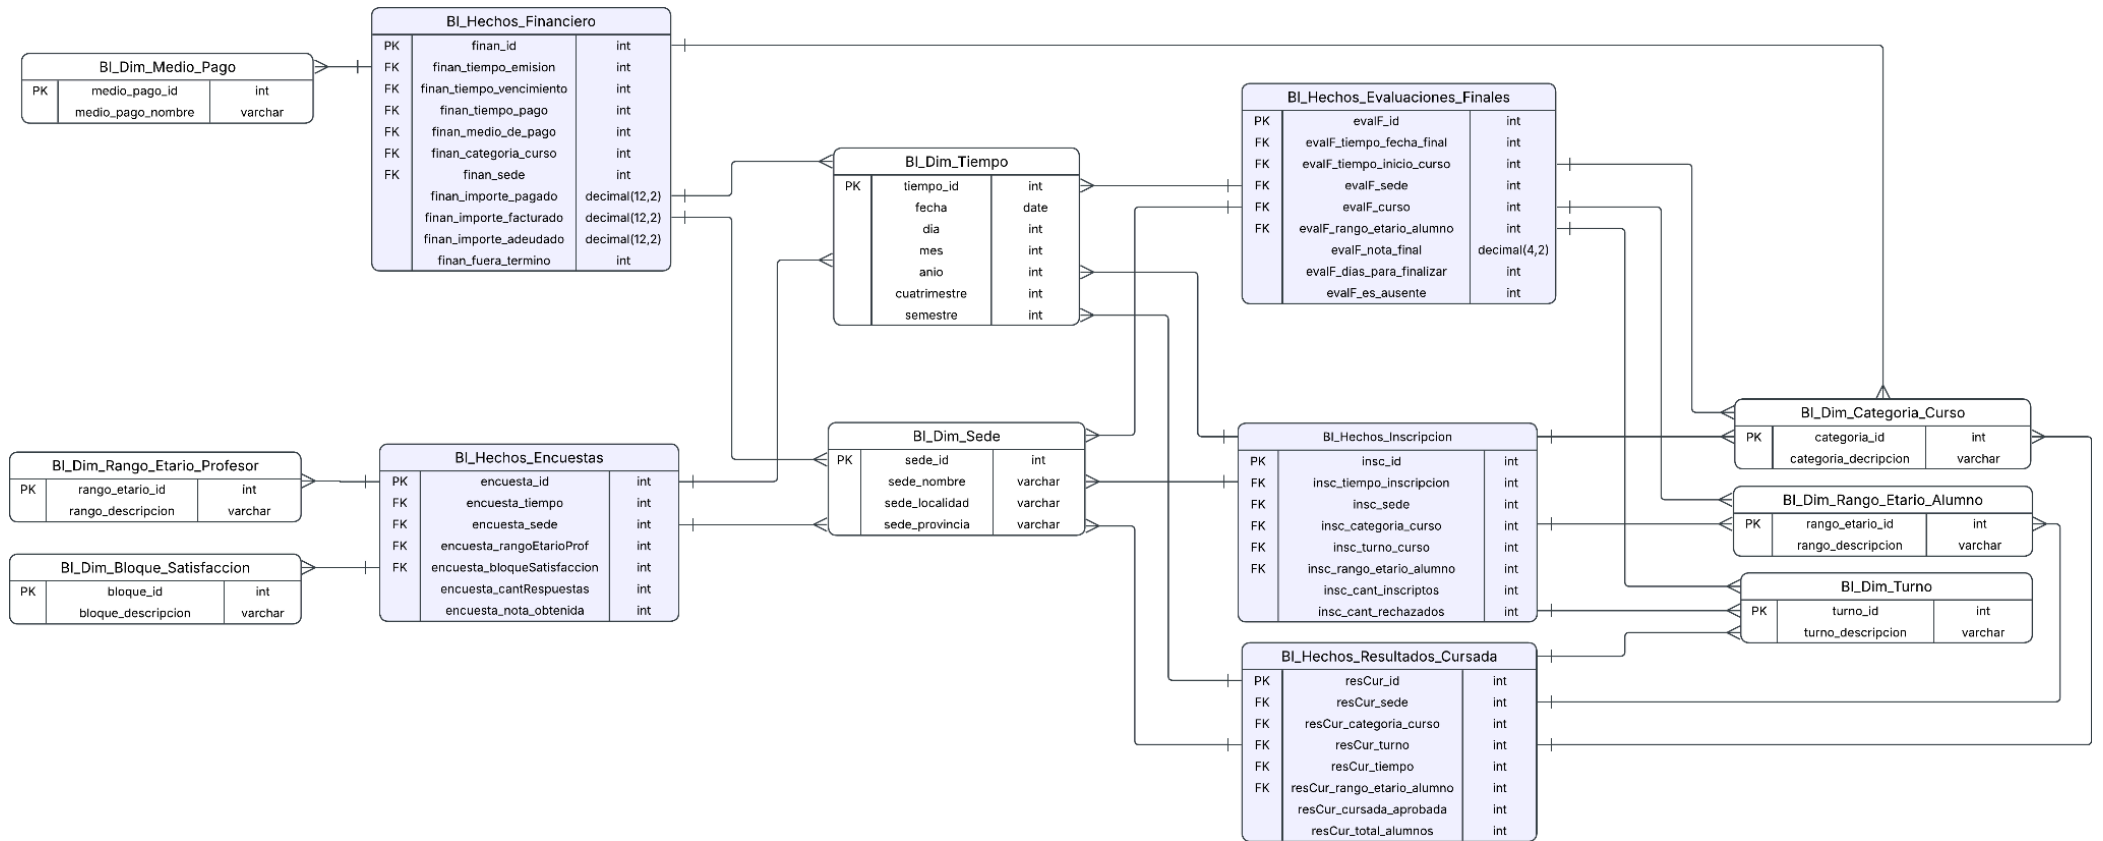 BI_Hechos_Financiero
PK finan_id int
FK finan_tiempo_emision int
FK finan_tiempo_vencimiento int
FK finan_tiempo_pago int
FK finan_medio_de_pago int
FK finan_categoria_curso int
FK finan_sede int
finan_importe_pagado decimal(12,2)
finan_importe_facturado decimal(12,2)
finan_importe_adeudado decimal(12,2)
finan_fuera_termino int
BI_Dim_Medio_Pago
PK medio_pago_id int
medio_pago_nombre varchar
BI_Hechos_Evaluaciones_Finales
PK evalF_id int
FK evalF_tiempo_fecha_final int
FK evalF_tiempo_inicio_curso int
FK evalF_sede int
FK evalF_curso int
FK evalF_rango_etario_alumno int
evalF_nota_final decimal(4,2)
evalF_dias_para_finalizar int
evalF_es_ausente int
BI_Dim_Tiempo
PK tiempo_id int
fecha date
dia int
mes int
anio int
cuatrimestre int
semestre int
BI_Dim_Categoria_Curso
PK categoria_id int
categoria_decripcion varchar
BI_Dim_Sede
PK sede_id int
sede_nombre varchar
sede_localidad varchar
sede_provincia varchar
BI_Hechos_Inscripcion
PK insc_id int
FK insc_tiempo_inscripcion int
FK insc_sede int
FK insc_categoria_curso int
FK insc_turno_curso int
FK insc_rango_etario_alumno int
insc_cant_inscriptos int
insc_cant_rechazados int
BI_Hechos_Encuestas
PK encuesta_id int
FK encuesta_tiempo int
FK encuesta_sede int
FK encuesta_rangoEtarioProf int
FK encuesta_bloqueSatisfaccion int
encuesta_cantRespuestas int
encuesta_nota_obtenida int
BI_Dim_Rango_Etario_Profesor
PK rango_etario_id int
rango_descripcion varchar
BI_Dim_Rango_Etario_Alumno
PK rango_etario_id int
rango_descripcion varchar
BI_Dim_Bloque_Satisfaccion
PK bloque_id int
bloque_descripcion varchar
BI_Dim_Turno
PK turno_id int
turno_descripcion varchar
BI_Hechos_Resultados_Cursada
PK resCur_id int
FK resCur_sede int
FK resCur_categoria_curso int
FK resCur_turno int
FK resCur_tiempo int
FK resCur_rango_etario_alumno int
resCur_cursada_aprobada int
resCur_total_alumnos int